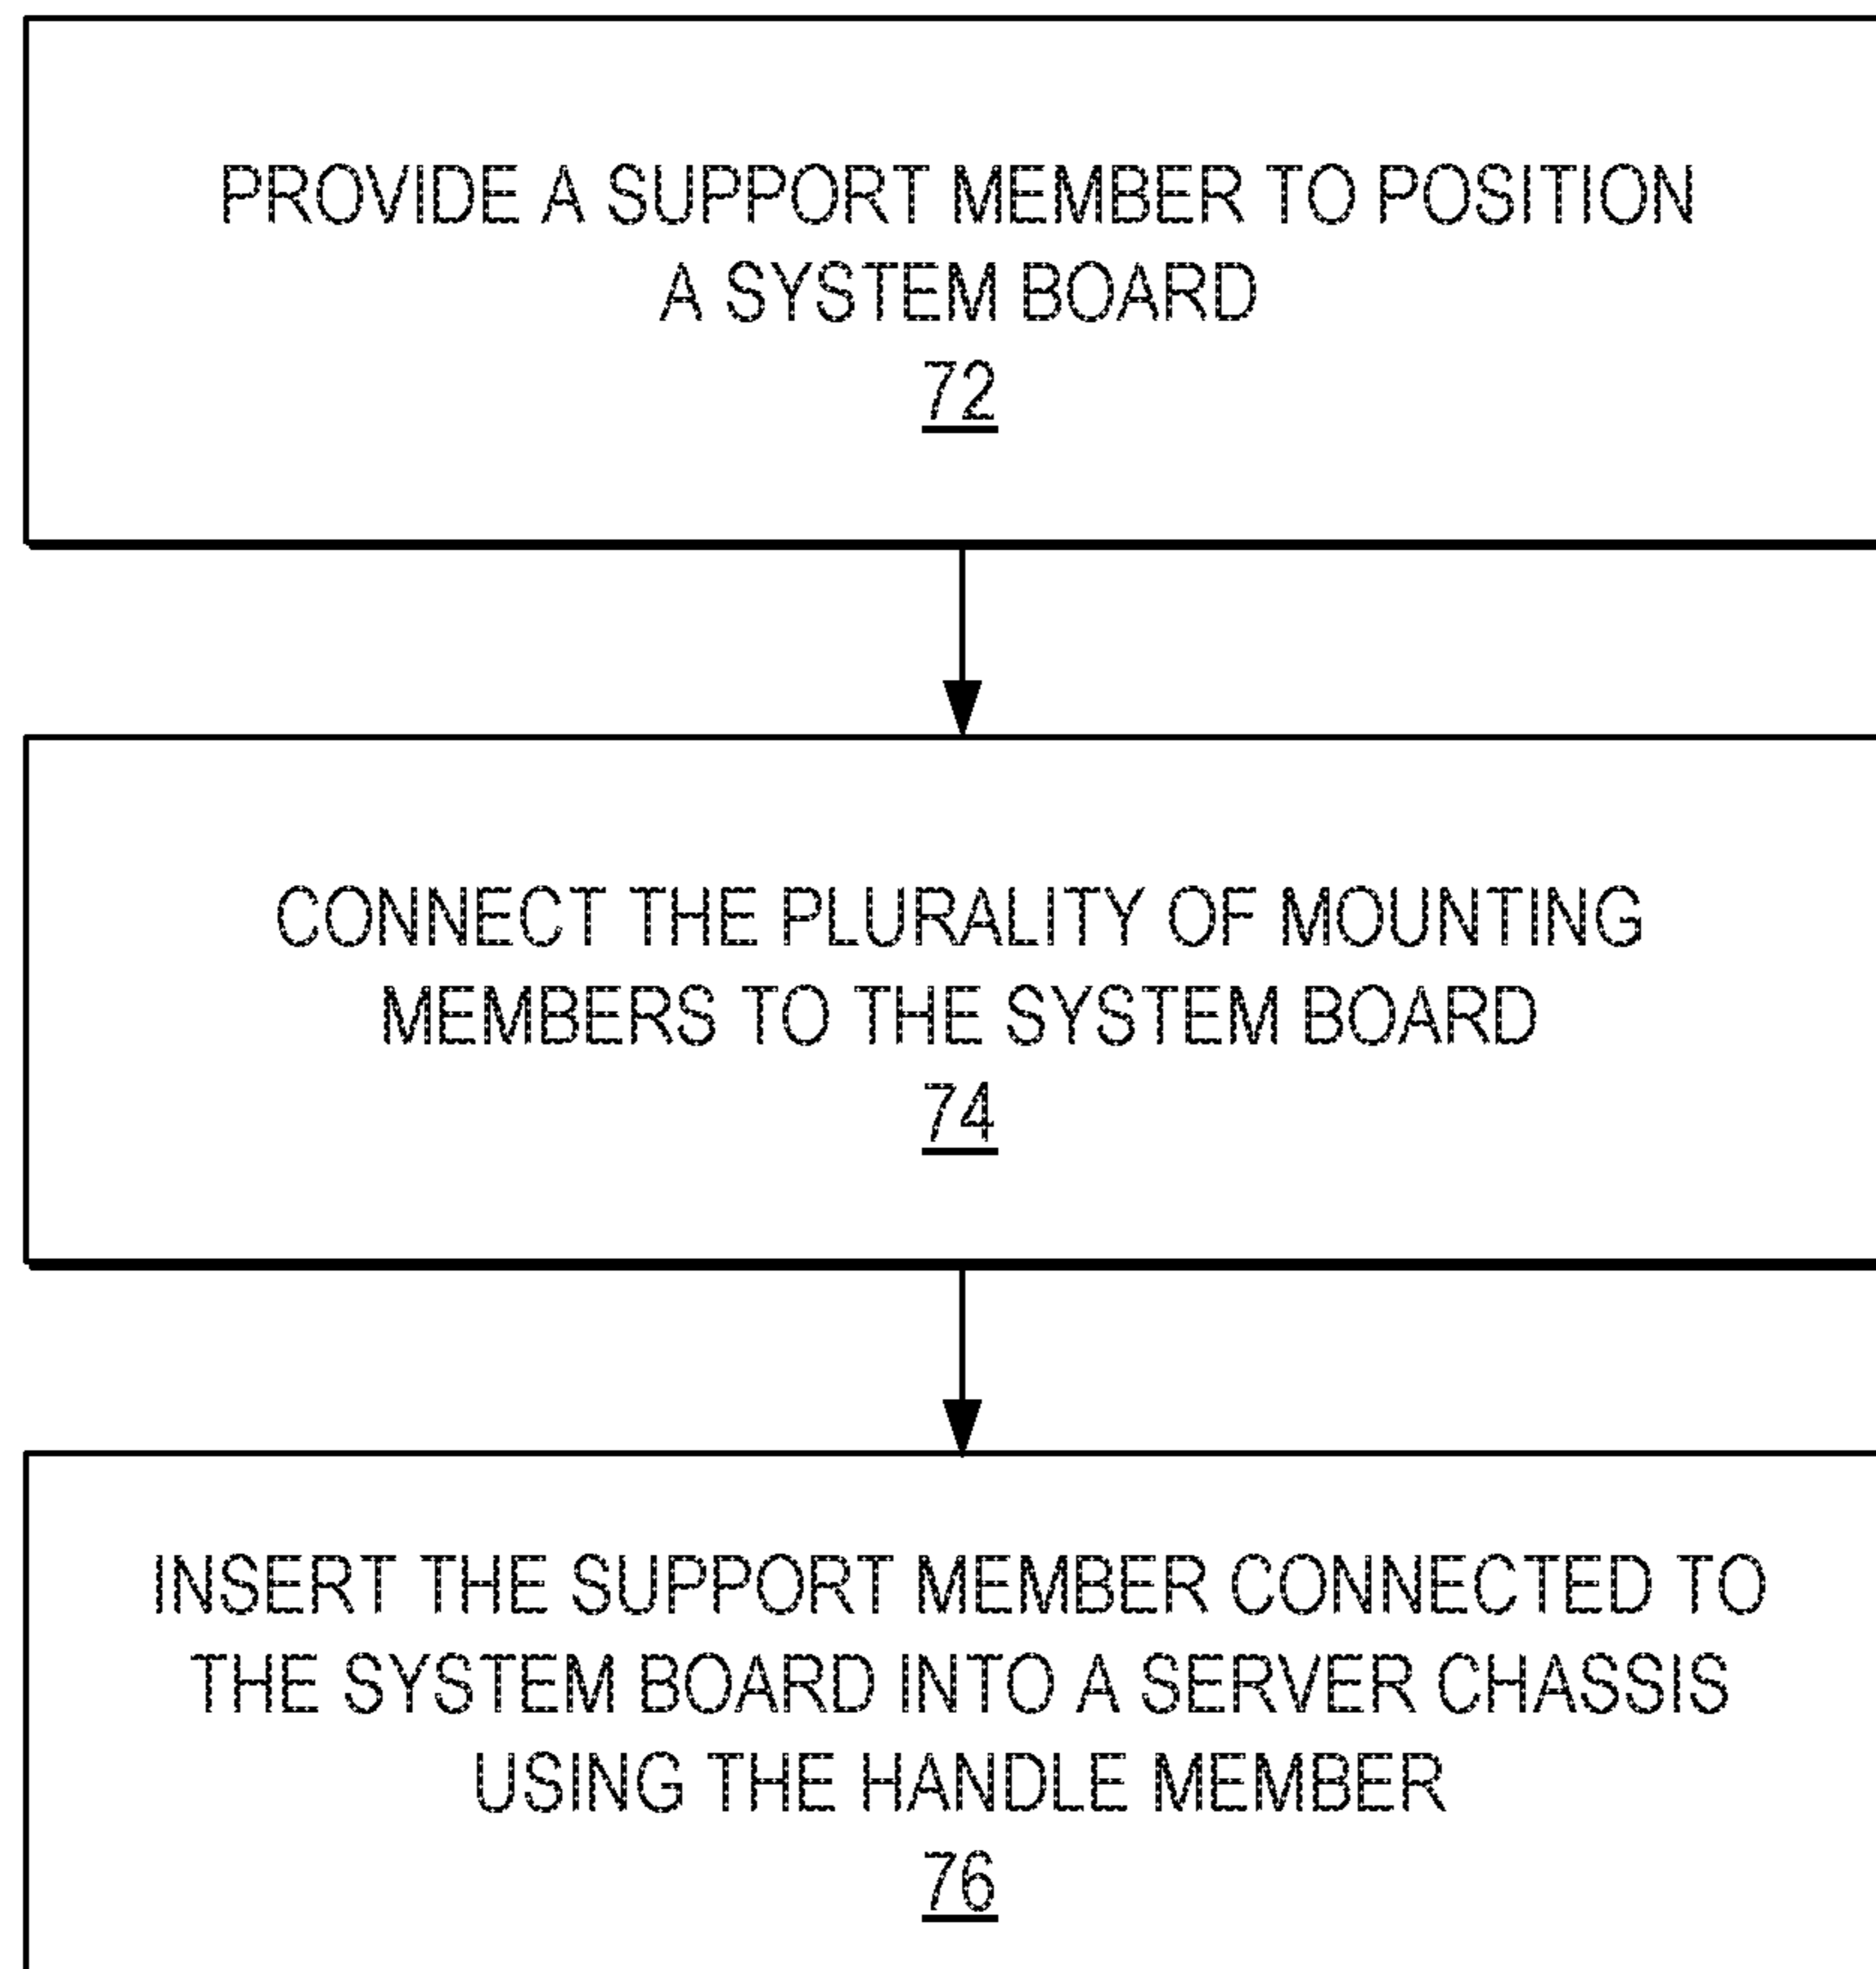 PROVIDE A SUPPORT MEMBER TO POSITION
A SYSTEM BOARD
72
CONNECT THE PLURALITY OF MOUNTING
MEMBERS TO THE SYSTEM BOARD
74
INSERT THE SUPPORT MEMBER CONNECTED TO
THE SYSTEM BOARD INTO A SERVER CHASSIS
USING THE HANDLE MEMBER
76